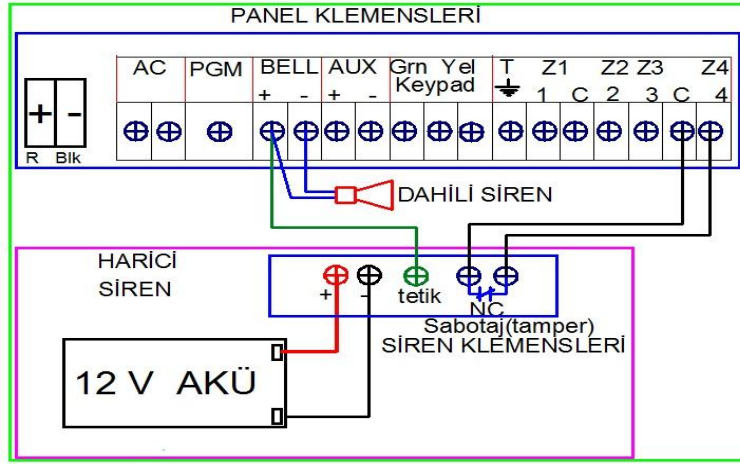 PANEL KLEMENSLERİ
AC PGM BELL AUX Grn Yel T Z1 Z2 Z3 Z4
+ - + - Keypad 1 C 2 3 C 4
+ -
R Blk
DAHİLİ SİREN
HARİCİ
SİREN
+ - tetik
NC
Sabotaj(tamper)
SİREN KLEMENSLERİ
12 V AKÜ